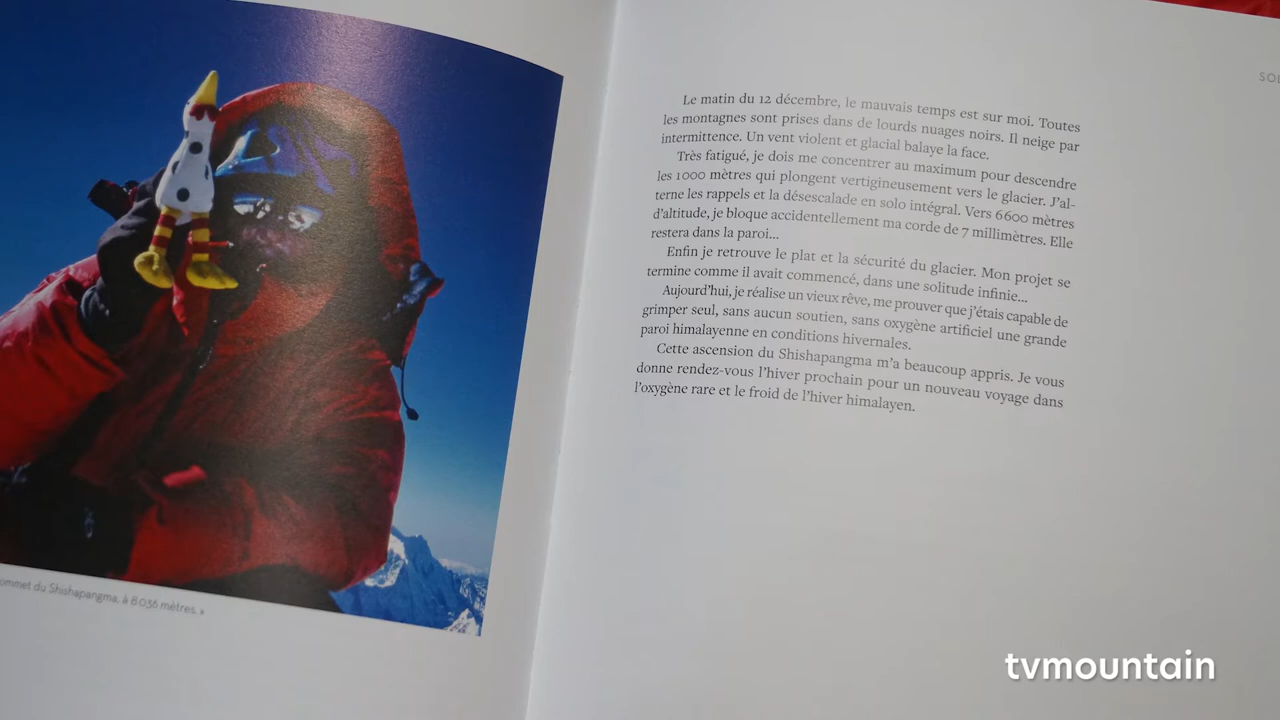 SOL
Le matin du 12 décembre, le mauvais temps est sur moi. Toutes
les montagnes sont prises dans de lourds nuages noirs. Il neige par
intermittence. Un vent violent et glacial balaye la face.
Très fatigué, je dois me concentrer au maximum pour descendre
les 1000 mètres qui plongent vertigineusement vers le glacier. J’al-
terne les rappels et la désescalade en solo intégral. Vers 6600 mètres
d’altitude, je bloque accidentellement ma corde de 7 millimètres. Elle
restera dans la paroi...
Enfin je retrouve le plat et la sécurité du glacier. Mon projet se
termine comme il avait commencé, dans une solitude infinie...
Aujourd’hui, je réalise un vieux rêve, me prouver que j’étais capable de
grimper seul, sans aucun soutien, sans oxygène artificiel une grande
paroi himalayenne en conditions hivernales.
Cette ascension du Shishapangma m’a beaucoup appris. Je vous
donne rendez-vous l’hiver prochain pour un nouveau voyage dans
l’oxygène rare et le froid de l’hiver himalayen.
ommet du Shishapangma, à 8036 mètres. »
tvmountain